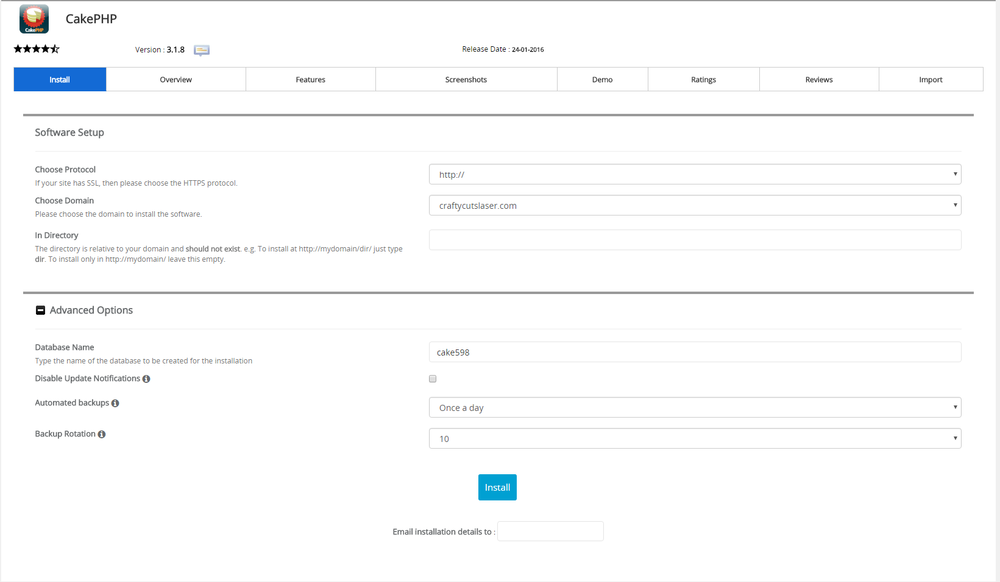 CakePHP
CakePHP
Version : 3.1.8
Release Date : 24-01-2016
Install
Overview
Features
Screenshots
Demo
Ratings
Reviews
Import
Software Setup
Choose Protocol
If your site has SSL, then please choose the HTTPS protocol.
http://
Choose Domain
Please choose the domain to install the software.
craftycutslaser.com
In Directory
The directory is relative to your domain and should not exist. e.g. To install at http://mydomain/dir/ just type
dir. To install only in http://mydomain/ leave this empty.
Advanced Options
Database Name
Type the name of the database to be created for the installation
cake598
Disable Update Notifications
Automated backups
Once a day
Backup Rotation
10
Install
Email installation details to :